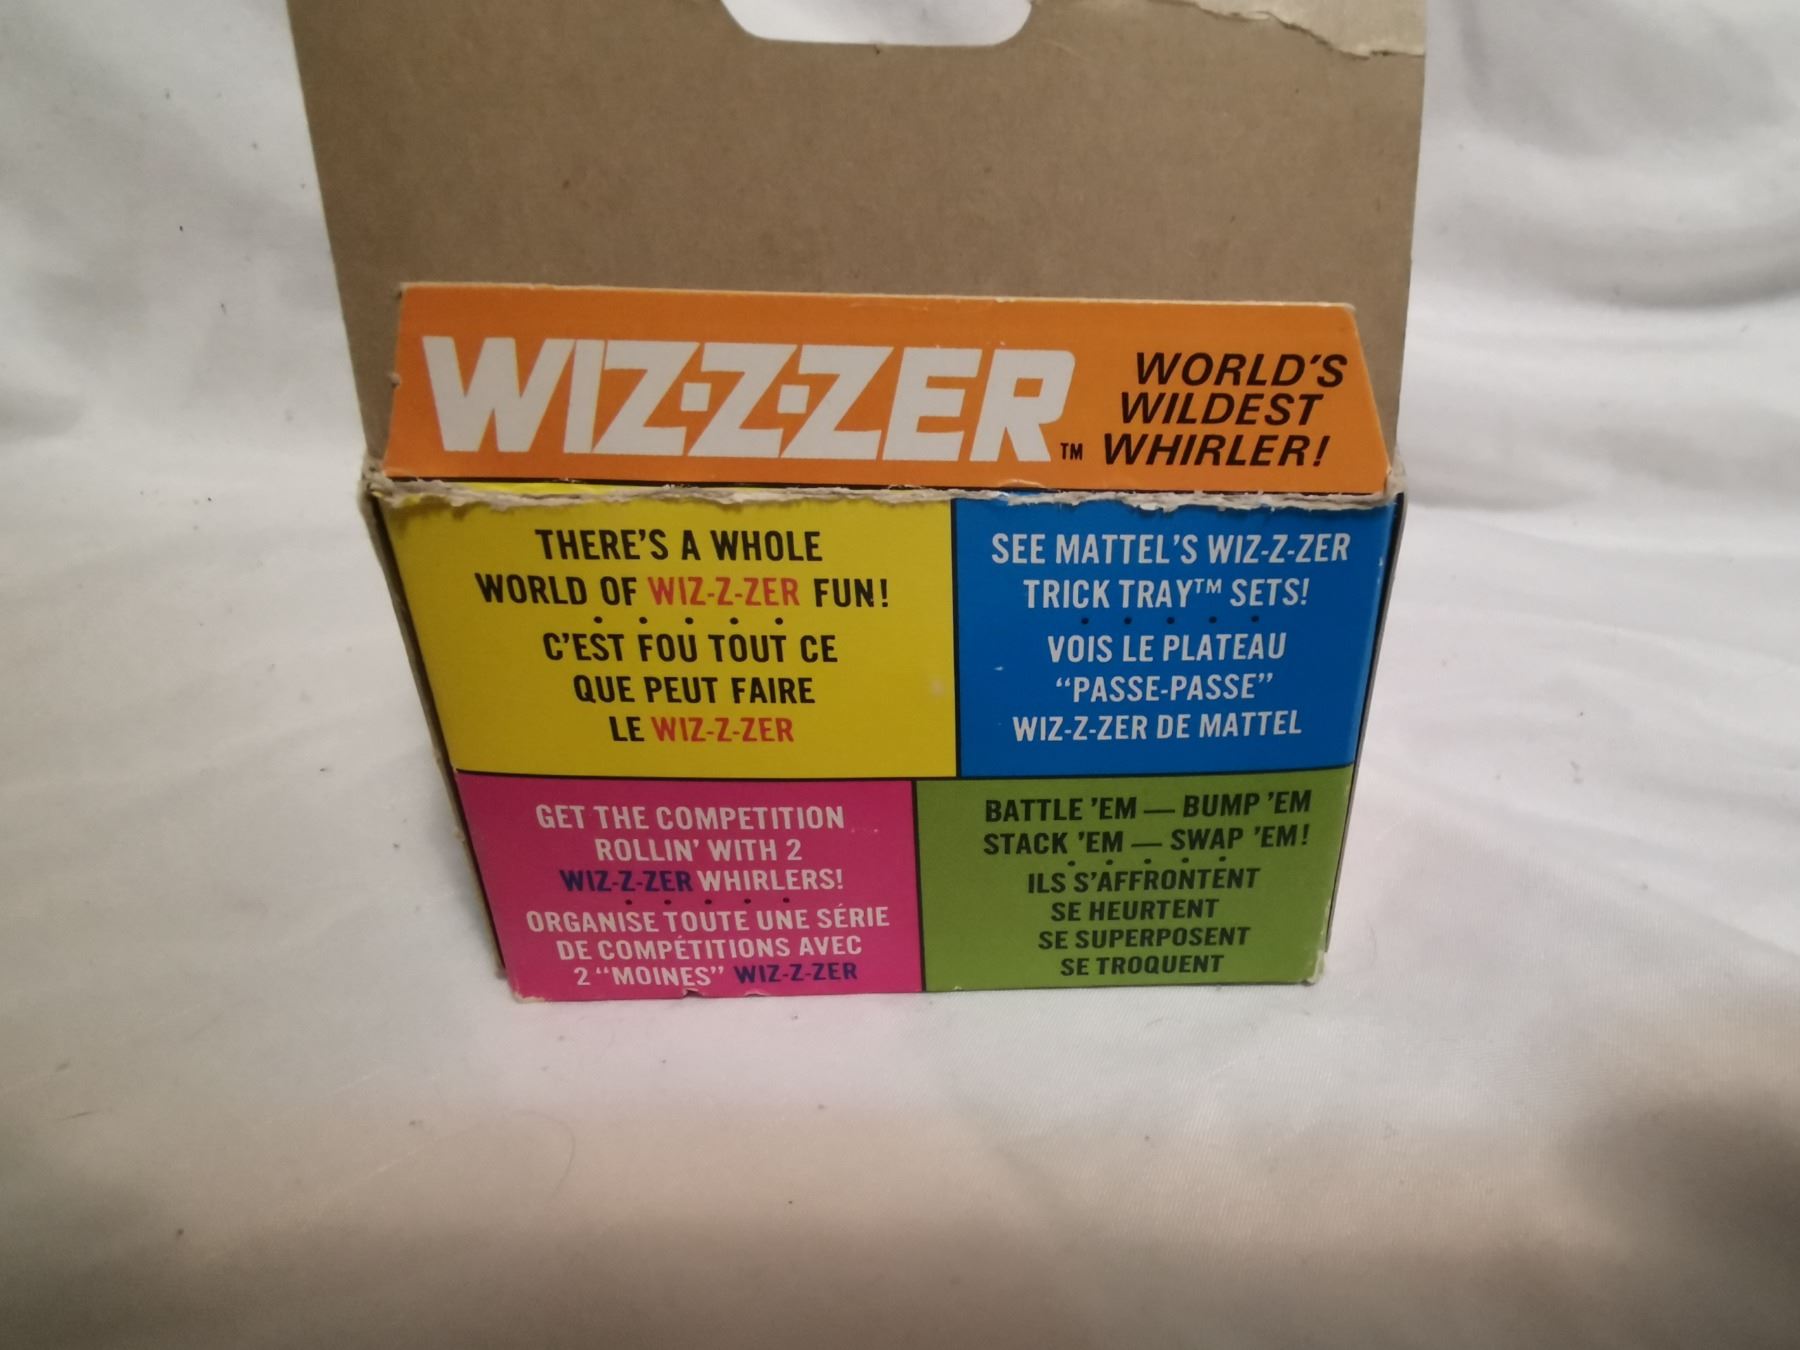 WIZ-Z-ZER™
WORLD'S
WILDEST
WHIRLER!
THERE'S A WHOLE
WORLD OF WIZ-Z-ZER FUN!
C'EST FOU TOUT CE
QUE PEUT FAIRE
LE WIZ-Z-ZER
SEE MATTEL'S WIZ-Z-ZER
TRICK TRAY™ SETS!
VOIS LE PLATEAU
“PASSE-PASSE”
WIZ-Z-ZER DE MATTEL
GET THE COMPETITION
ROLLIN' WITH 2
WIZ-Z-ZER WHIRLERS!
ORGANISE TOUTE UNE SÉRIE
DE COMPÉTITIONS AVEC
2 “MOINES” WIZ-Z-ZER
BATTLE 'EM — BUMP 'EM
STACK 'EM — SWAP 'EM!
ILS S'AFFRONTENT
SE HEURTENT
SE SUPERPOSENT
SE TROQUENT